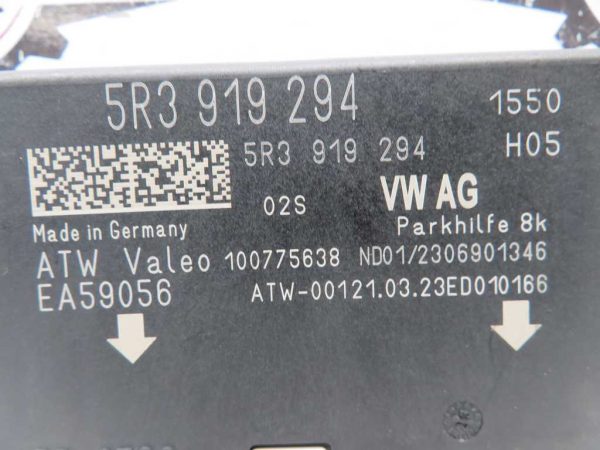 5R3 919 294 1550
5R3 919 294 H05
02S VW AG
Made in Germany Parkhilfe 8k
ATW Valeo 100775638 ND01/2306901346
EA59056 ATW-00121.03.23ED010166